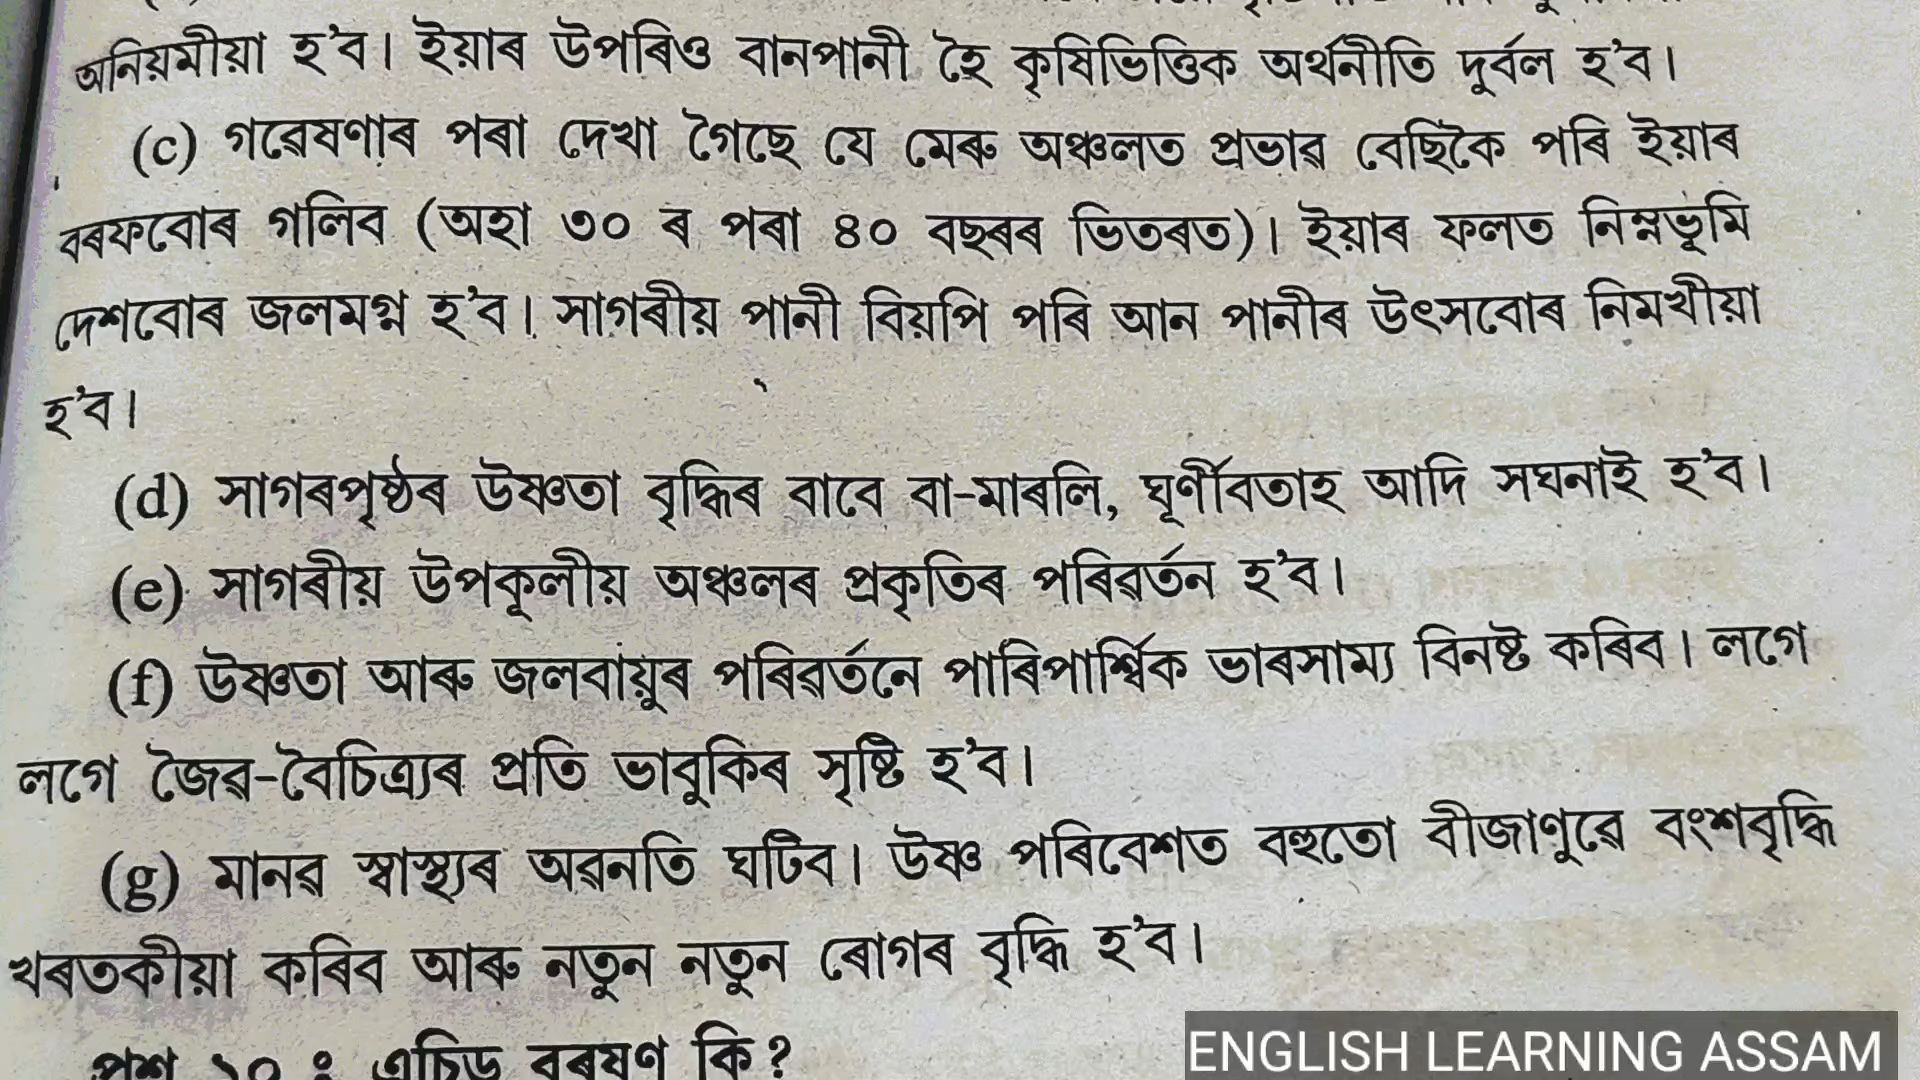 অনিয়মীয়া হ'ব। ইয়াৰ উপৰিও বানপানী হৈ কৃষিভিত্তিক অৰ্থনীতি দুৰ্বল হ'ব।
(c) গৱেষণাৰ পৰা দেখা গৈছে যে মেৰু অঞ্চলত প্ৰভাৱ বেছিকৈ পৰি ইয়াৰ
বৰফবোৰ গলিব (অহা ৩০ ৰ পৰা ৪০ বছৰৰ ভিতৰত)। ইয়াৰ ফলত নিম্নভূমি
দেশবোৰ জলমগ্ন হ'ব। সাগৰীয় পানী বিয়পি পৰি আন পানীৰ উৎসবোৰ নিমখীয়া
হ'ব।
(d) সাগৰপৃষ্ঠৰ উষ্ণতা বৃদ্ধিৰ বাবে বা-মাৰলি, ঘূৰ্ণীবতাহ আদি সঘনাই হ'ব।
(e) সাগৰীয় উপকূলীয় অঞ্চলৰ প্ৰকৃতিৰ পৰিৱৰ্তন হ'ব।
(f) উষ্ণতা আৰু জলবায়ুৰ পৰিৱৰ্তনে পাৰিপাৰ্শ্বিক ভাৰসাম্য বিনষ্ট কৰিব। লগে
লগে জৈৱ-বৈচিত্ৰ্যৰ প্ৰতি ভাবুকিৰ সৃষ্টি হ'ব।
(g) মানৱ স্বাস্থ্যৰ অৱনতি ঘটিব। উষ্ণ পৰিবেশত বহুতো বীজাণুৱে বংশবৃদ্ধি
খৰতকীয়া কৰিব আৰু নতুন নতুন ৰোগৰ বৃদ্ধি হ'ব।
প্ৰশ্ন ১০ ঃ এচিড বৰষণ কি?
ENGLISH LEARNING ASSAM